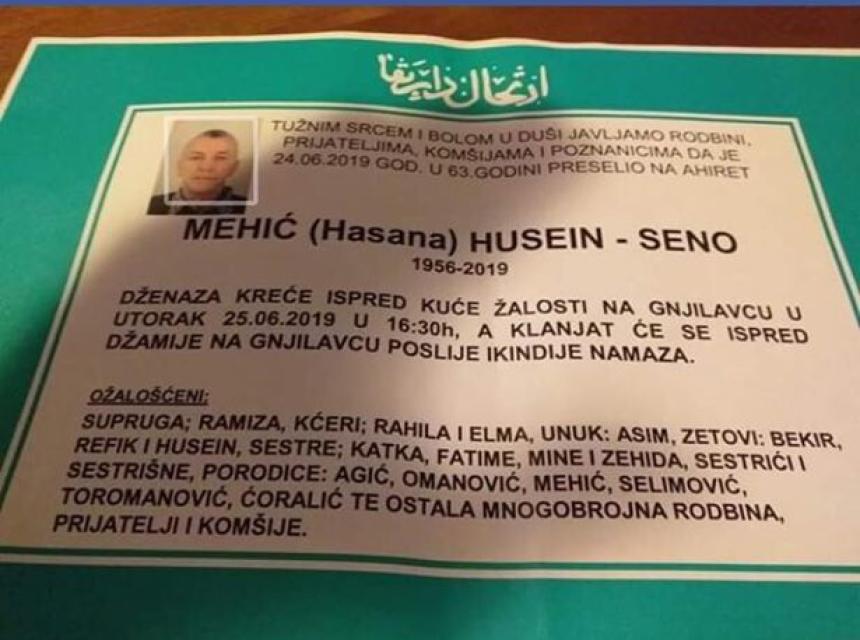 ارتحال دار بقا
TUŽNIM SRCEM I BOLOM U DUŠI JAVLJAMO RODBINI,
PRIJATELJIMA, KOMŠIJAMA I POZNANICIMA DA JE
24.06.2019 GOD. U 63.GODINI PRESELIO NA AHIRET
MEHIĆ (Hasana) HUSEIN - SENO
1956-2019
DŽENAZA KREĆE ISPRED KUĆE ŽALOSTI NA GNJILAVCU U
UTORAK 25.06.2019 U 16:30h, A KLANJAT ĆE SE ISPRED
DŽAMIJE NA GNJILAVCU POSLIJE IKINDIJE NAMAZA.
OŽALOŠĆENI:
SUPRUGA; RAMIZA, KĆERI; RAHILA I ELMA, UNUK: ASIM, ZETOVI: BEKIR,
REFIK I HUSEIN, SESTRE; KATKA, FATIME, MINE I ZEHIDA, SESTRIĆI I
SESTRIŠNE, PORODICE: AGIĆ, OMANOVIĆ, MEHIĆ, SELIMOVIĆ,
TOROMANOVIĆ, ĆORALIĆ TE OSTALA MNOGOBROJNA RODBINA,
PRIJATELJI I KOMŠIJE.